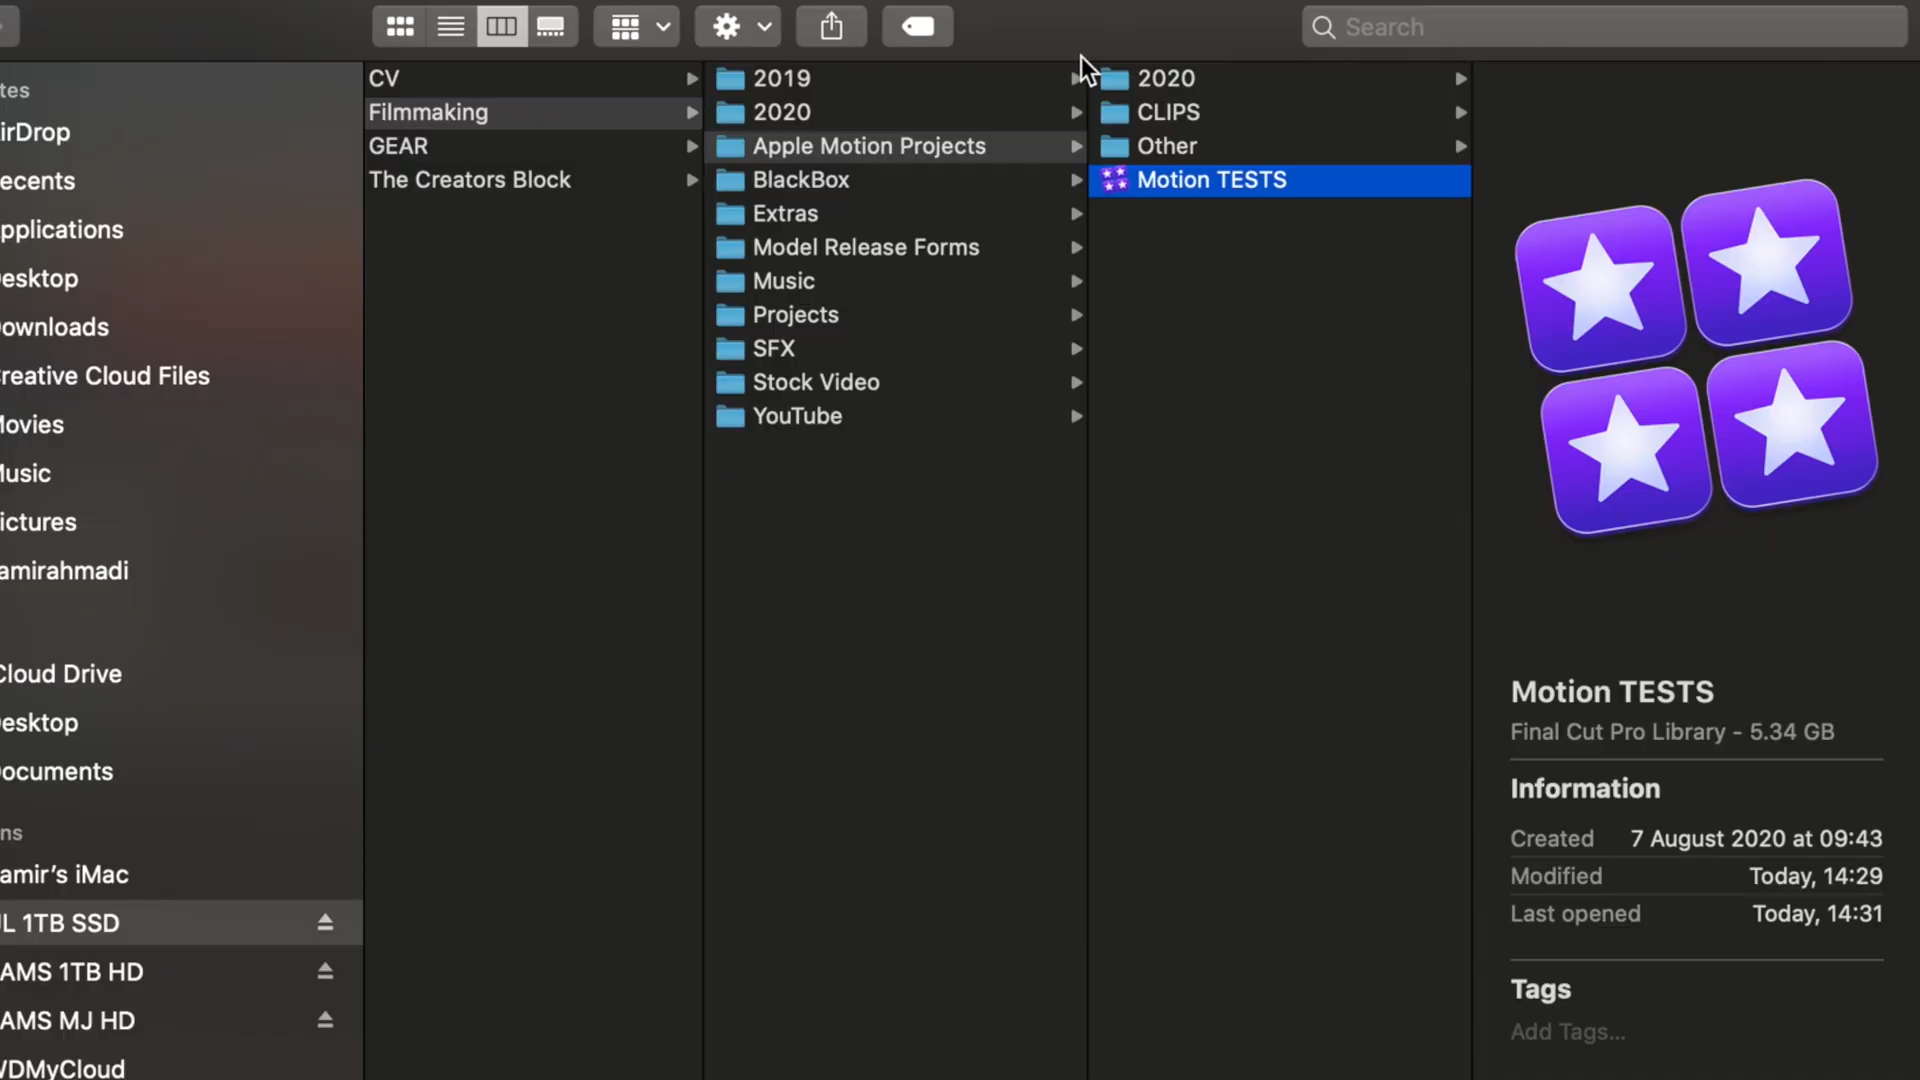 Search
tes
irDrop
ecents
pplications
esktop
ownloads
reative Cloud Files
ovies
usic
ictures
amirahmadi
Cloud Drive
esktop
ocuments
ns
amir's iMac
L 1TB SSD
AMS 1TB HD
AMS MJ HD
WDMyCloud
CV
Filmmaking
GEAR
The Creators Block
2019
2020
Apple Motion Projects
BlackBox
Extras
Model Release Forms
Music
Projects
SFX
Stock Video
YouTube
2020
CLIPS
Other
Motion TESTS
Motion TESTS
Final Cut Pro Library - 5.34 GB
Information
Created 7 August 2020 at 09:43
Modified Today, 14:29
Last opened Today, 14:31
Tags
Add Tags...